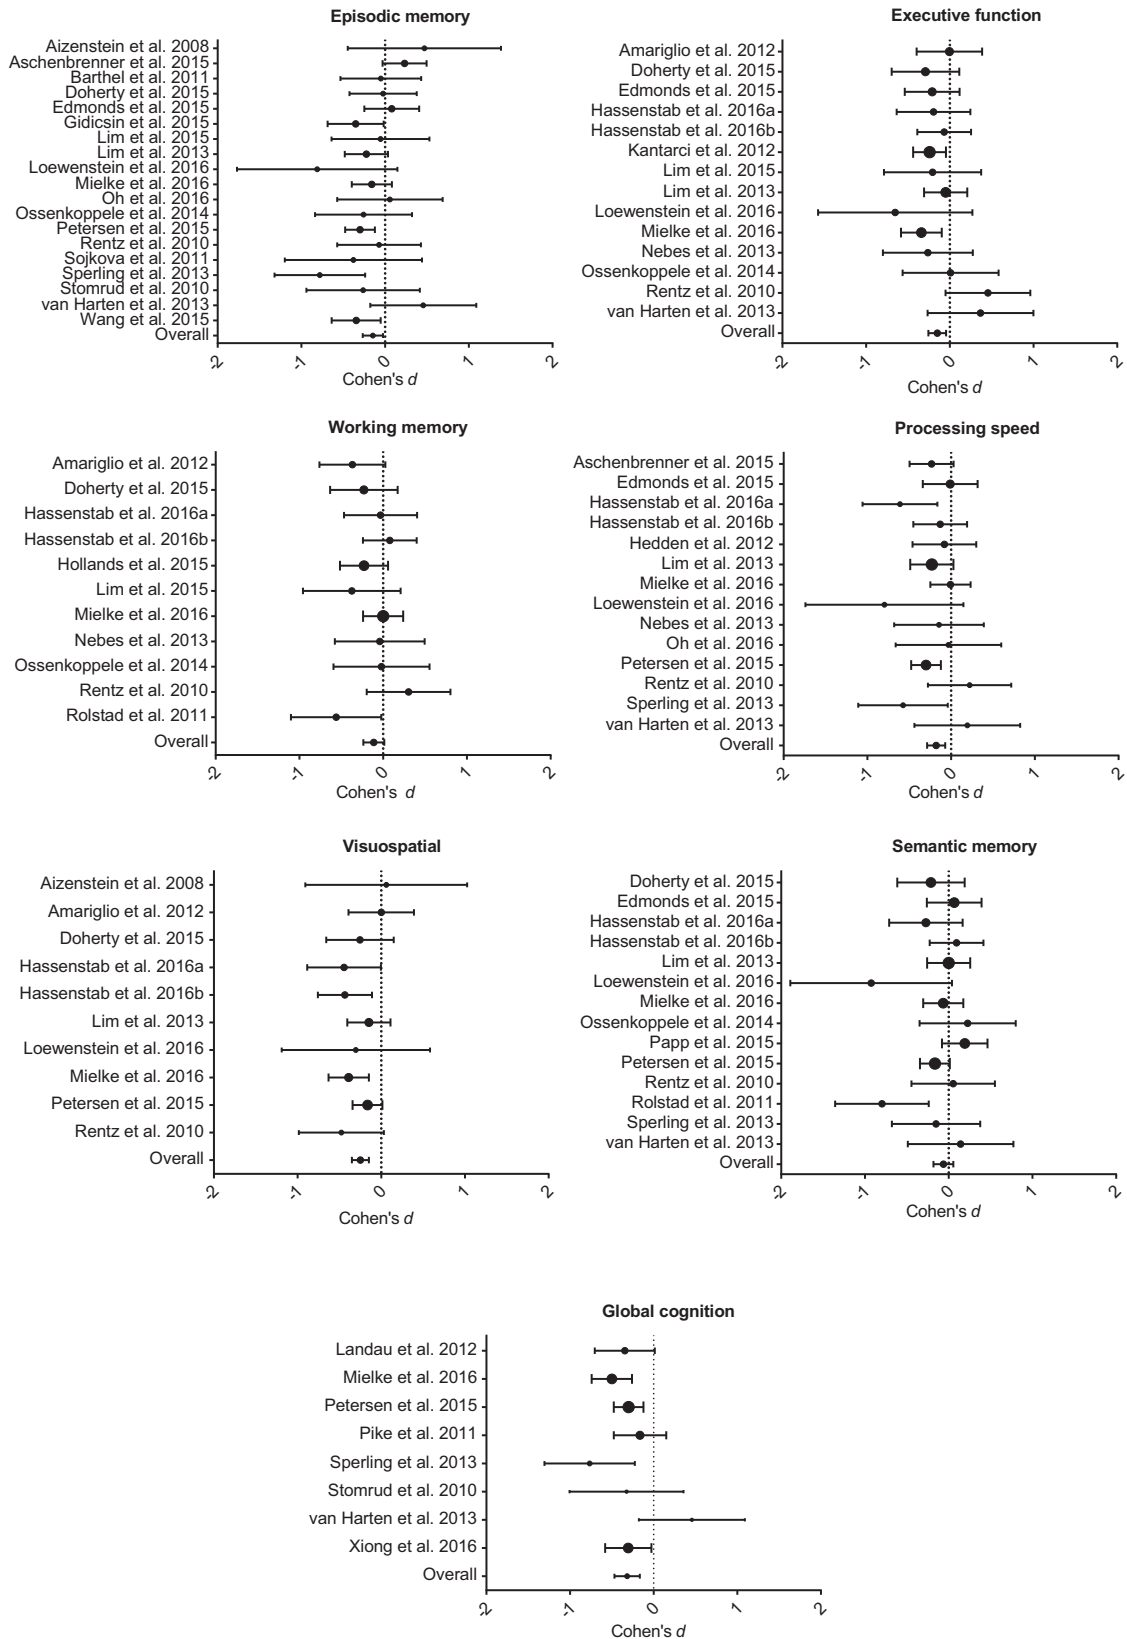 Episodic memory
Aizenstein et al. 2008
Aschenbrenner et al. 2015
Barthel et al. 2011
Doherty et al. 2015
Edmonds et al. 2015
Gidicsin et al. 2015
Lim et al. 2015
Lim et al. 2013
Loewenstein et al. 2016
Mielke et al. 2016
Oh et al. 2016
Ossenkoppele et al. 2014
Petersen et al. 2015
Rentz et al. 2010
Sojkova et al. 2011
Sperling et al. 2013
Stomrud et al. 2010
van Harten et al. 2013
Wang et al. 2015
Overall
-2 -1 0 1 2
Cohen's d
Executive function
Amariglio et al. 2012
Doherty et al. 2015
Edmonds et al. 2015
Hassenstab et al. 2016a
Hassenstab et al. 2016b
Kantarci et al. 2012
Lim et al. 2015
Lim et al. 2013
Loewenstein et al. 2016
Mielke et al. 2016
Nebes et al. 2013
Ossenkoppele et al. 2014
Rentz et al. 2010
van Harten et al. 2013
Overall
-2 -1 0 1 2
Cohen's d
Working memory
Amariglio et al. 2012
Doherty et al. 2015
Hassenstab et al. 2016a
Hassenstab et al. 2016b
Hollands et al. 2015
Lim et al. 2015
Mielke et al. 2016
Nebes et al. 2013
Ossenkoppele et al. 2014
Rentz et al. 2010
Rolstad et al. 2011
Overall
-2 -1 0 1 2
Cohen's d
Processing speed
Aschenbrenner et al. 2015
Edmonds et al. 2015
Hassenstab et al. 2016a
Hassenstab et al. 2016b
Hedden et al. 2012
Lim et al. 2013
Mielke et al. 2016
Loewenstein et al. 2016
Nebes et al. 2013
Oh et al. 2016
Petersen et al. 2015
Rentz et al. 2010
Sperling et al. 2013
van Harten et al. 2013
Overall
-2 -1 0 1 2
Cohen's d
Visuospatial
Aizenstein et al. 2008
Amariglio et al. 2012
Doherty et al. 2015
Hassenstab et al. 2016a
Hassenstab et al. 2016b
Lim et al. 2013
Loewenstein et al. 2016
Mielke et al. 2016
Petersen et al. 2015
Rentz et al. 2010
Overall
-2 -1 0 1 2
Cohen's d
Semantic memory
Doherty et al. 2015
Edmonds et al. 2015
Hassenstab et al. 2016a
Hassenstab et al. 2016b
Lim et al. 2013
Loewenstein et al. 2016
Mielke et al. 2016
Ossenkoppele et al. 2014
Papp et al. 2015
Petersen et al. 2015
Rentz et al. 2010
Rolstad et al. 2011
Sperling et al. 2013
van Harten et al. 2013
Overall
-2 -1 0 1 2
Cohen's d
Global cognition
Landau et al. 2012
Mielke et al. 2016
Petersen et al. 2015
Pike et al. 2011
Sperling et al. 2013
Stomrud et al. 2010
van Harten et al. 2013
Xiong et al. 2016
Overall
-2 -1 0 1 2
Cohen's d